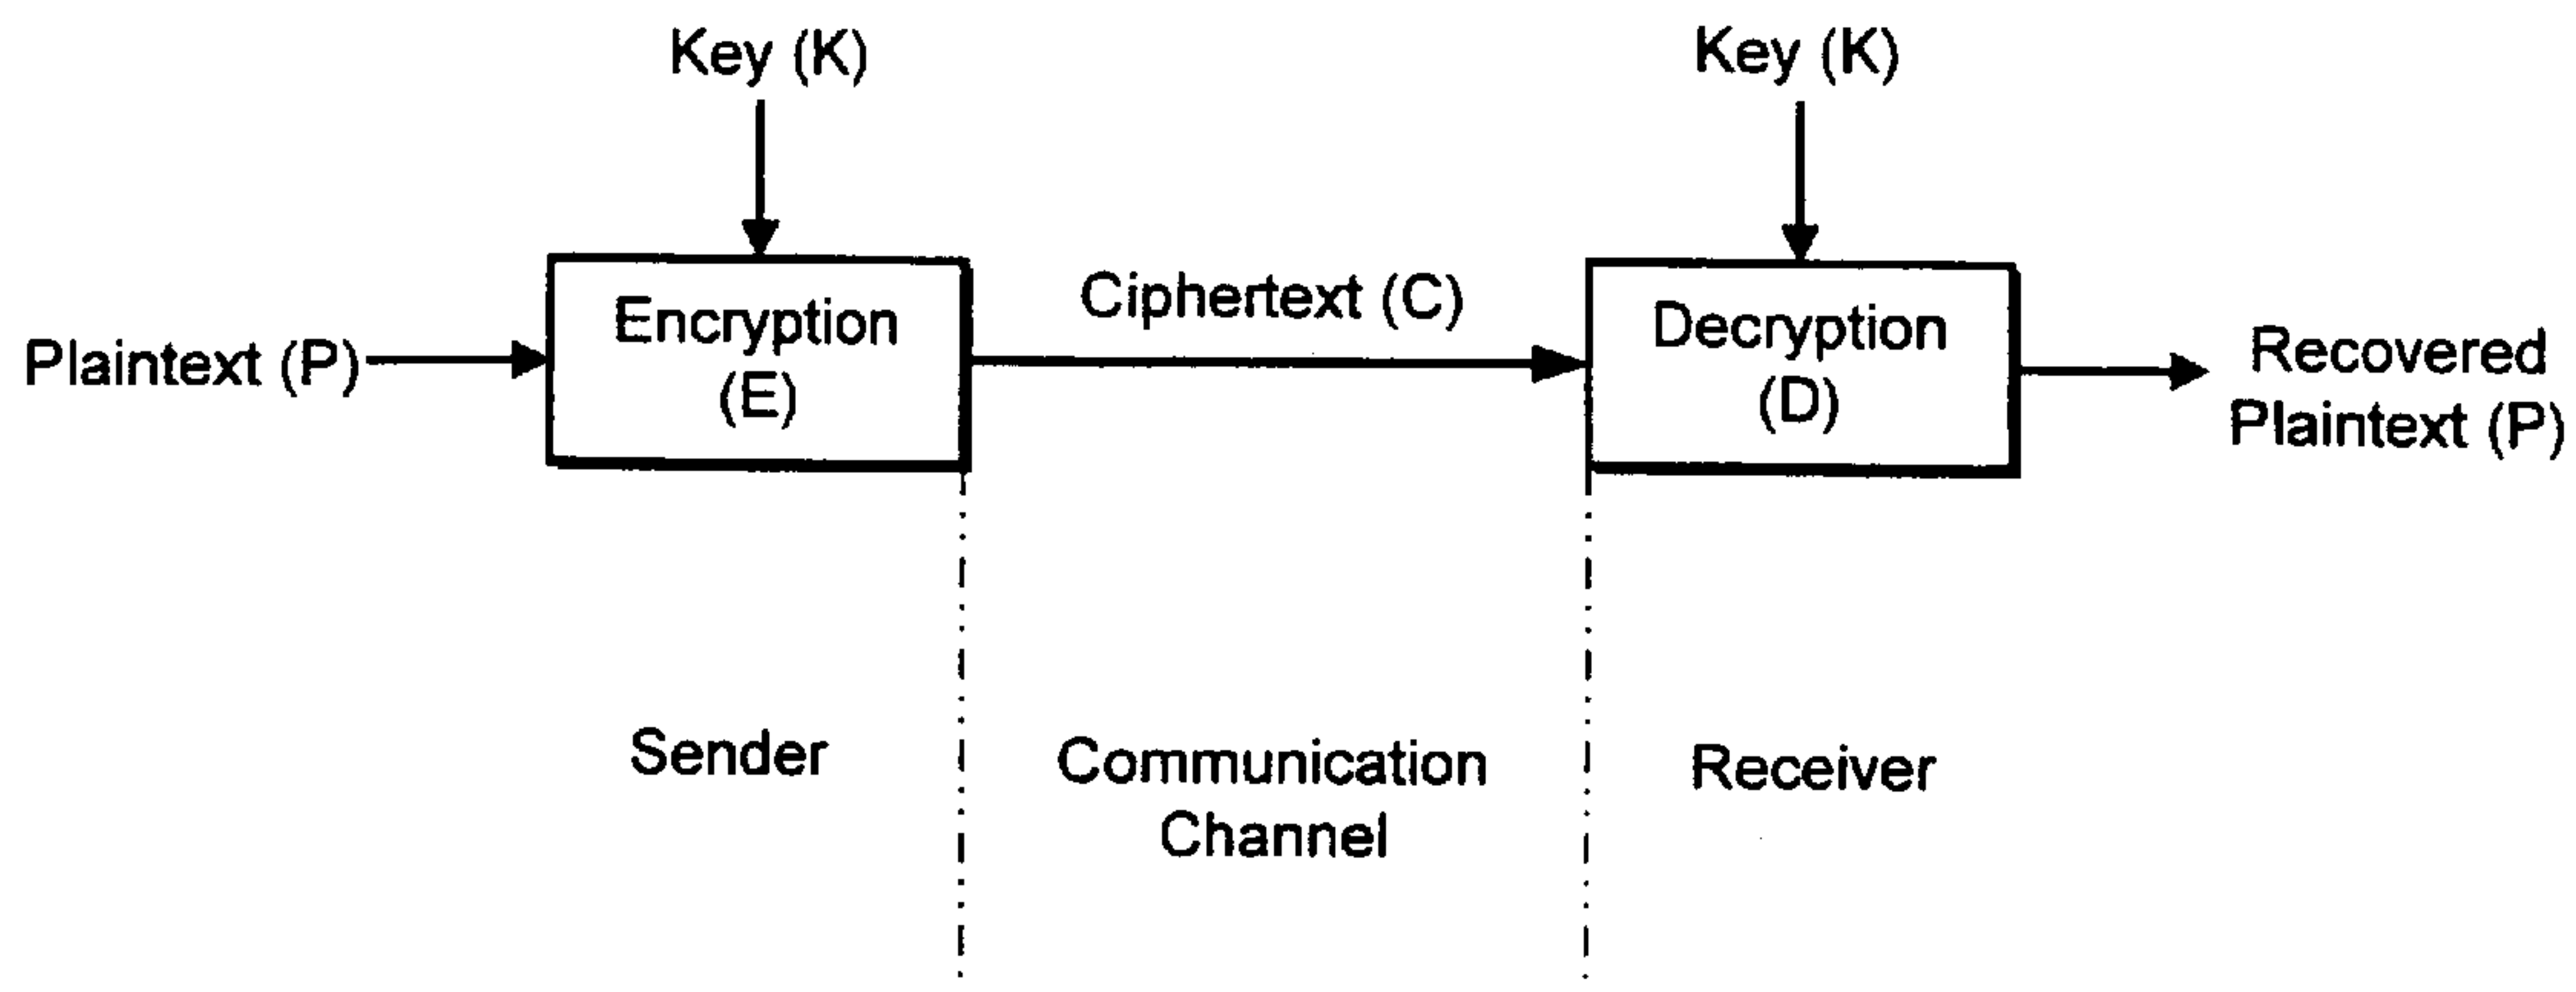 Key (K)
Key (K)
Plaintext (P)
Encryption
(E)
Ciphertext (C)
Decryption
(D)
Recovered
Plaintext (P)
Sender
Communication
Channel
Receiver